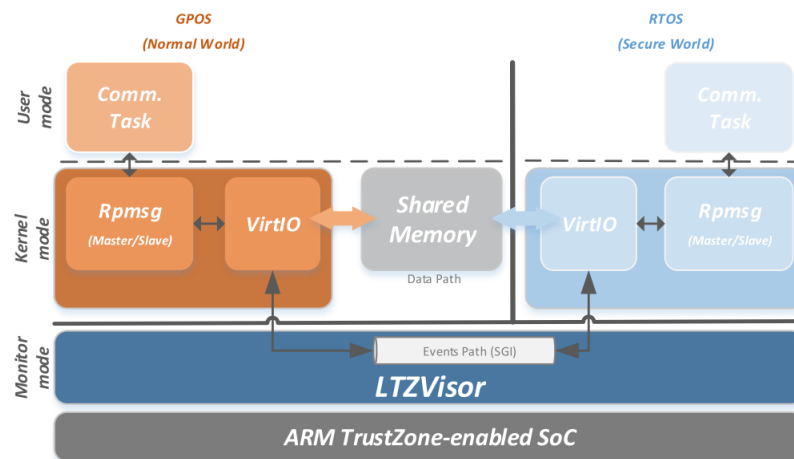 GPOS
(Normal World)
RTOS
(Secure World)
User
mode
Comm.
Task
Comm.
Task
Kernel
mode
Rpmsg
(Master/Slave)
VirtIO
Shared
Memory
Data Path
VirtIO
Rpmsg
(Master/Slave)
Monitor
mode
Events Path (SGI)
LTZVisor
ARM TrustZone-enabled SoC